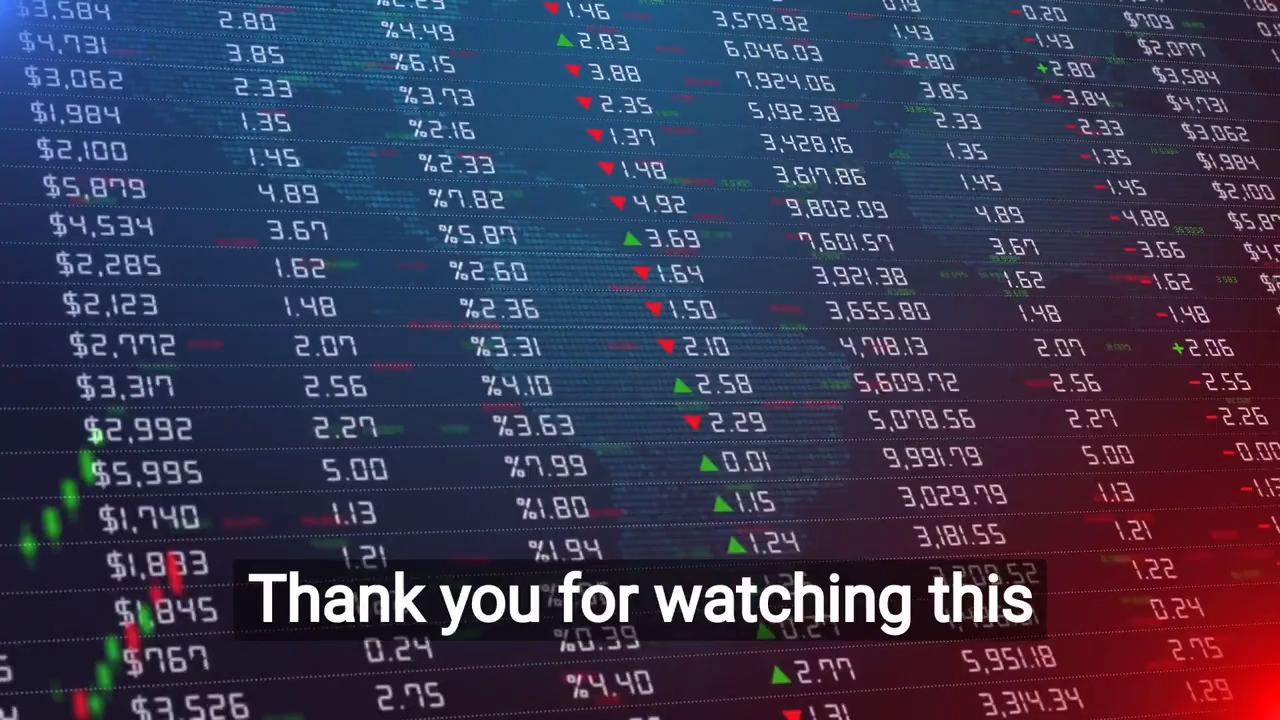 $3,584 2.80 %2.29 ▼1.46 3,579.92 0.19 -0.20 $709
$4,731 3.85 %4.49 ▲2.83 6,046.03 1.43 -1.43 $2,077
$3,062 2.33 %6.15 ▼3.88 7,924.06 2.80 +2.80 $3,584
$1,984 1.35 %3.73 ▼2.35 5,192.38 3.85 -3.84 $4,731
$2,100 1.45 %2.16 ▼1.37 3,428.16 2.33 -2.33 $3,062
$5,879 4.89 %2.33 ▼1.48 3,617.86 1.35 -1.35 $1,984
$4,534 3.67 %7.82 ▼4.92 9,802.09 1.45 -1.45 $2,100
$2,285 1.62 %5.87 ▲3.69 7,601.57 4.89 -4.88
$2,123 1.48 %2.60 ▼1.64 3,921.38 3.67 -3.66
$2,772 2.07 %2.36 ▼1.50 3,655.80 1.62 -1.62
$3,317 2.56 %3.31 ▼2.10 4,718.13 1.48 -1.48
$2,992 2.27 %4.10 ▲2.58 5,609.72 2.07 +2.06
$5,995 5.00 %3.63 ▼2.29 5,078.56 2.56 -2.55
$1,740 1.13 %7.99 ▲0.01 9,991.79 2.27 -2.26
$1,833 1.21 %1.80 ▲1.15 3,029.79 5.00
$1,845 %1.94 ▲1.24 3,181.55 1.13
$767 0.24 %0.39 1.21
$3,526 2.75 %4.40 ▲2.77 5,951.18 1.22
▼1.31 3,314.34 0.24
2.75
1.29
Thank you for watching this